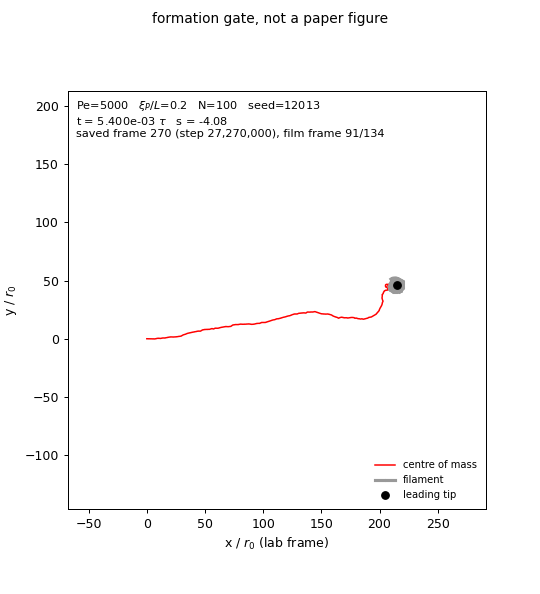 formation gate, not a paper figure
Pe=5000 ξp/L=0.2 N=100 seed=12013
t = 5.400e-03 τ s = -4.08
saved frame 270 (step 27,270,000), film frame 91/134
200
150
100
50
0
−50
−100
y / r0
−50 0 50 100 150 200 250
x / r0 (lab frame)
centre of mass
filament
leading tip